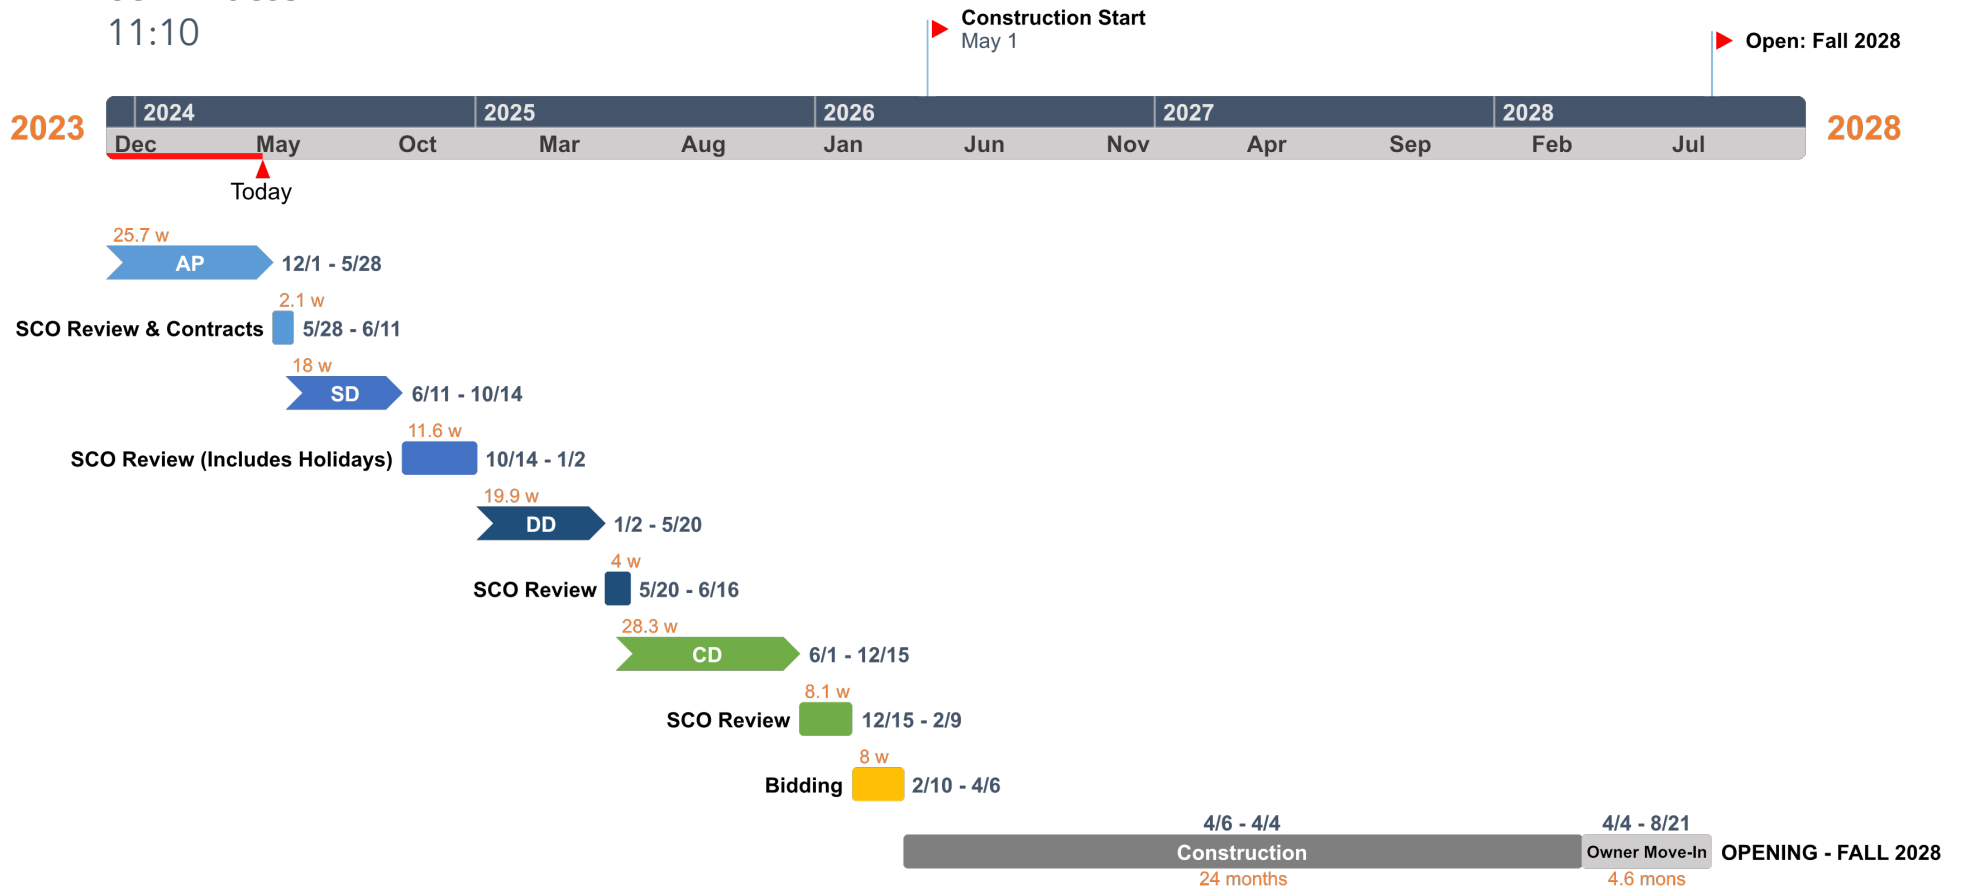 11:10
Construction Start
May 1
Open: Fall 2028
2023
2024 2025 2026 2027 2028
Dec May Oct Mar Aug Jan Jun Nov Apr Sep Feb Jul
2028
Today
25.7 w
AP 12/1 - 5/28
2.1 w
SCO Review & Contracts 5/28 - 6/11
18 w
SD 6/11 - 10/14
11.6 w
SCO Review (Includes Holidays) 10/14 - 1/2
19.9 w
DD 1/2 - 5/20
4 w
SCO Review 5/20 - 6/16
28.3 w
CD 6/1 - 12/15
8.1 w
SCO Review 12/15 - 2/9
8 w
Bidding 2/10 - 4/6
4/6 - 4/4 4/4 - 8/21
Construction Owner Move-In OPENING - FALL 2028
24 months 4.6 mons